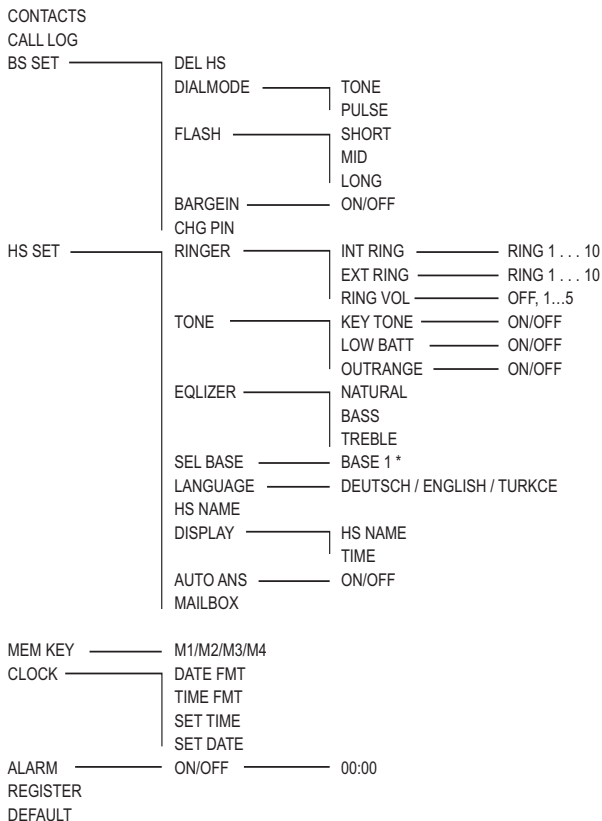 CONTACTS
CALL LOG
BS SET DEL HS
DIALMODE TONE
PULSE
FLASH SHORT
MID
LONG
BARGEIN ON/OFF
CHG PIN
HS SET RINGER INT RING RING 1 . . . 10
EXT RING RING 1 . . . 10
RING VOL OFF, 1…5
TONE KEY TONE ON/OFF
LOW BATT ON/OFF
OUTRANGE ON/OFF
EQLIZER NATURAL
BASS
TREBLE
SEL BASE BASE 1 *
LANGUAGE DEUTSCH / ENGLISH / TURKCE
HS NAME
DISPLAY HS NAME
TIME
AUTO ANS ON/OFF
MAILBOX
MEM KEY M1/M2/M3/M4
CLOCK DATE FMT
TIME FMT
SET TIME
SET DATE
ALARM ON/OFF 00:00
REGISTER
DEFAULT